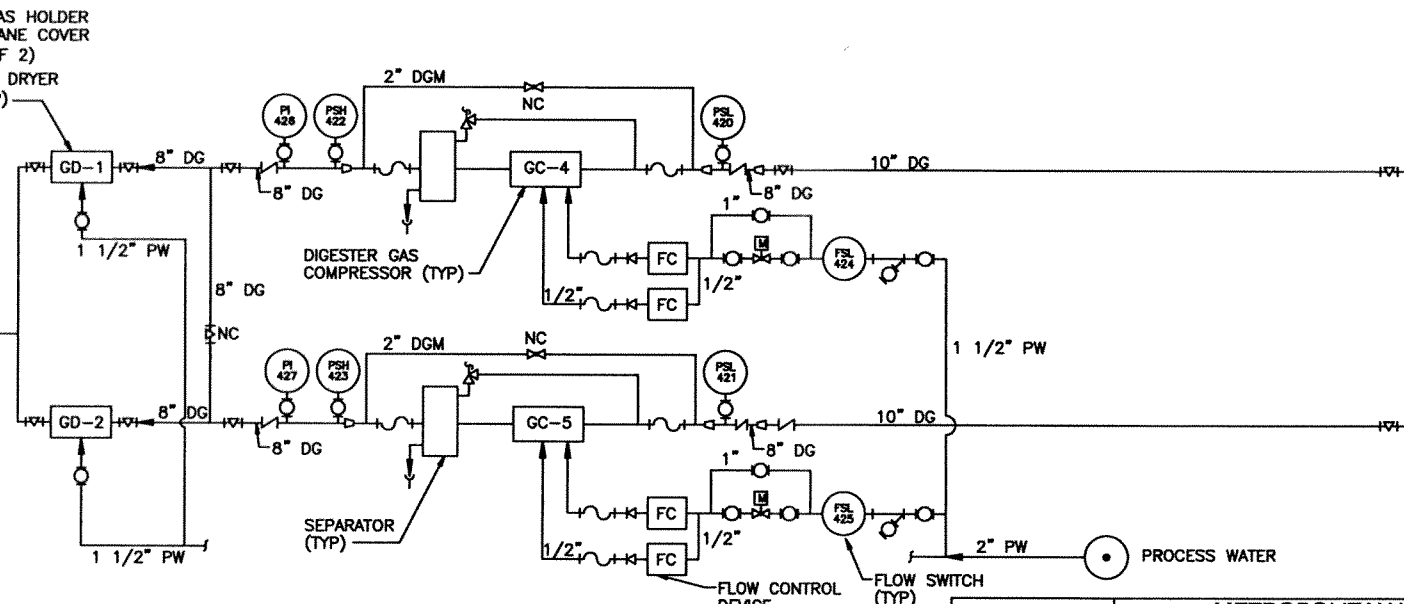 AS HOLDER
ANE COVER
F 2)
DRYER
)
2" DGM
NC
PI
428
PSH
422
PSL
420
GD-1
8" DG
8" DG
GC-4
8" DG
10" DG
1 1/2" PW
DIGESTER GAS
COMPRESSOR (TYP)
1"
M
FC
FSL
424
1/2"
1/2"
FC
8" DG
NC
1 1/2" PW
2" DGM
NC
PI
427
PSH
423
PSL
421
GD-2
8" DG
8" DG
GC-5
8" DG
10" DG
1"
M
FC
FSL
425
SEPARATOR
(TYP)
1/2"
1/2"
FC
1 1/2" PW
2" PW
PROCESS WATER
FLOW CONTROL
DEVICE
FLOW SWITCH
(TYP)